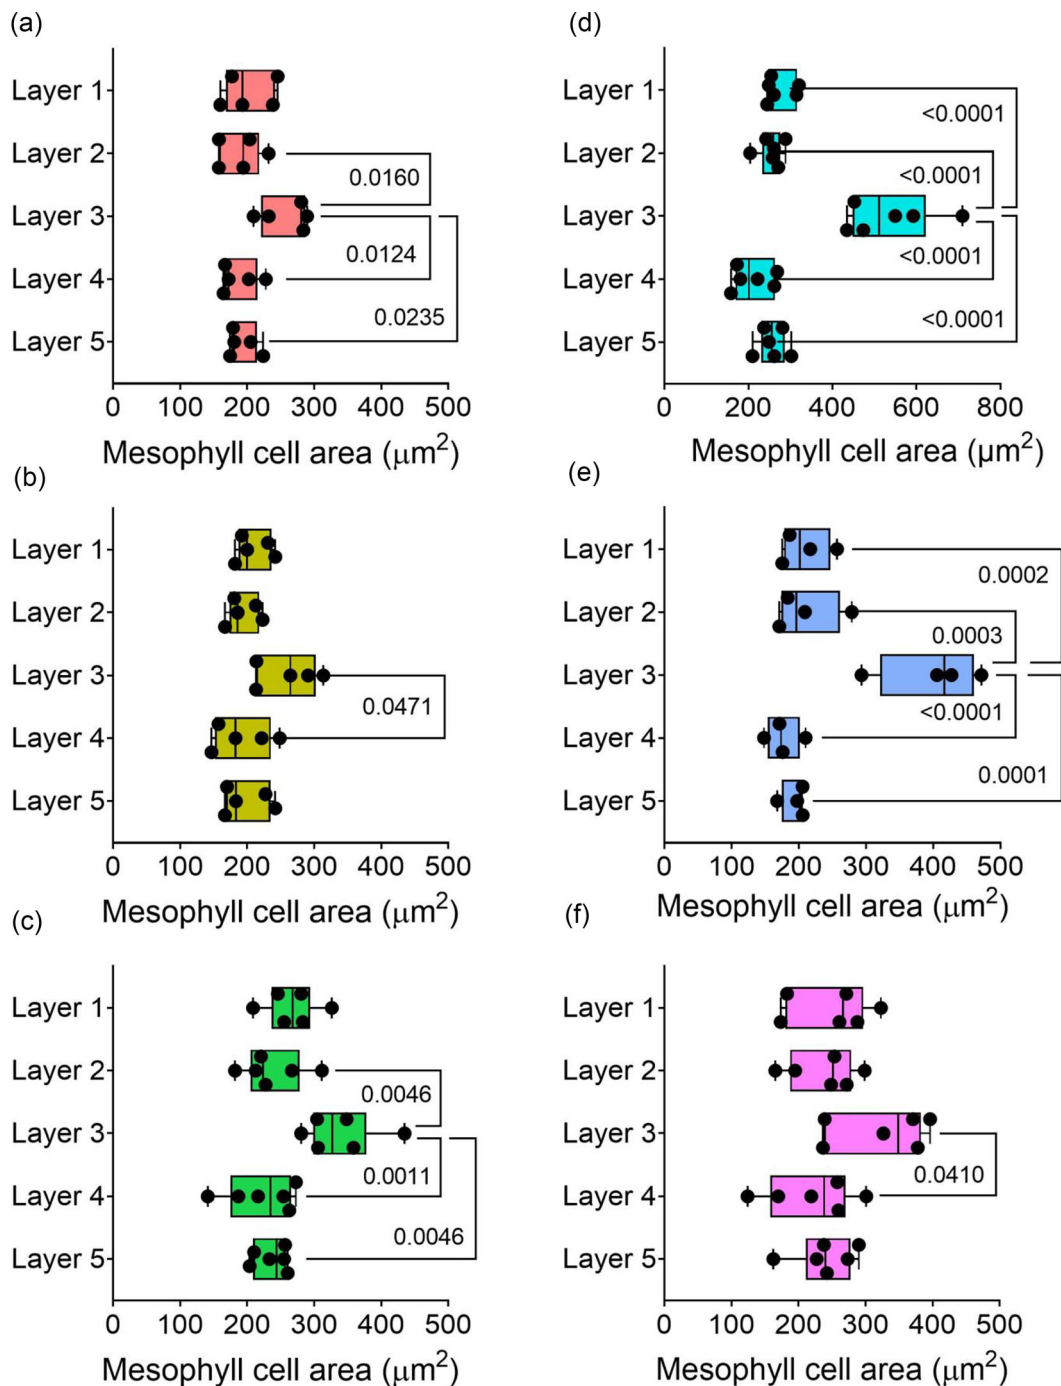 (a)
Layer 1
Layer 2
0.0160
Layer 3
0.0124
Layer 4
0.0235
Layer 5
0 100 200 300 400 500
Mesophyll cell area (μm²)
(d)
Layer 1
<0.0001
Layer 2
<0.0001
Layer 3
<0.0001
Layer 4
<0.0001
Layer 5
0 200 400 600 800
Mesophyll cell area (μm²)
(b)
Layer 1
Layer 2
Layer 3
0.0471
Layer 4
Layer 5
0 100 200 300 400 500
Mesophyll cell area (μm²)
(e)
Layer 1
0.0002
Layer 2
0.0003
Layer 3
<0.0001
Layer 4
0.0001
Layer 5
0 100 200 300 400 500
Mesophyll cell area (μm²)
(c)
Layer 1
Layer 2
0.0046
Layer 3
0.0011
Layer 4
0.0046
Layer 5
0 100 200 300 400 500
Mesophyll cell area (μm²)
(f)
Layer 1
Layer 2
Layer 3
0.0410
Layer 4
Layer 5
0 100 200 300 400 500
Mesophyll cell area (μm²)